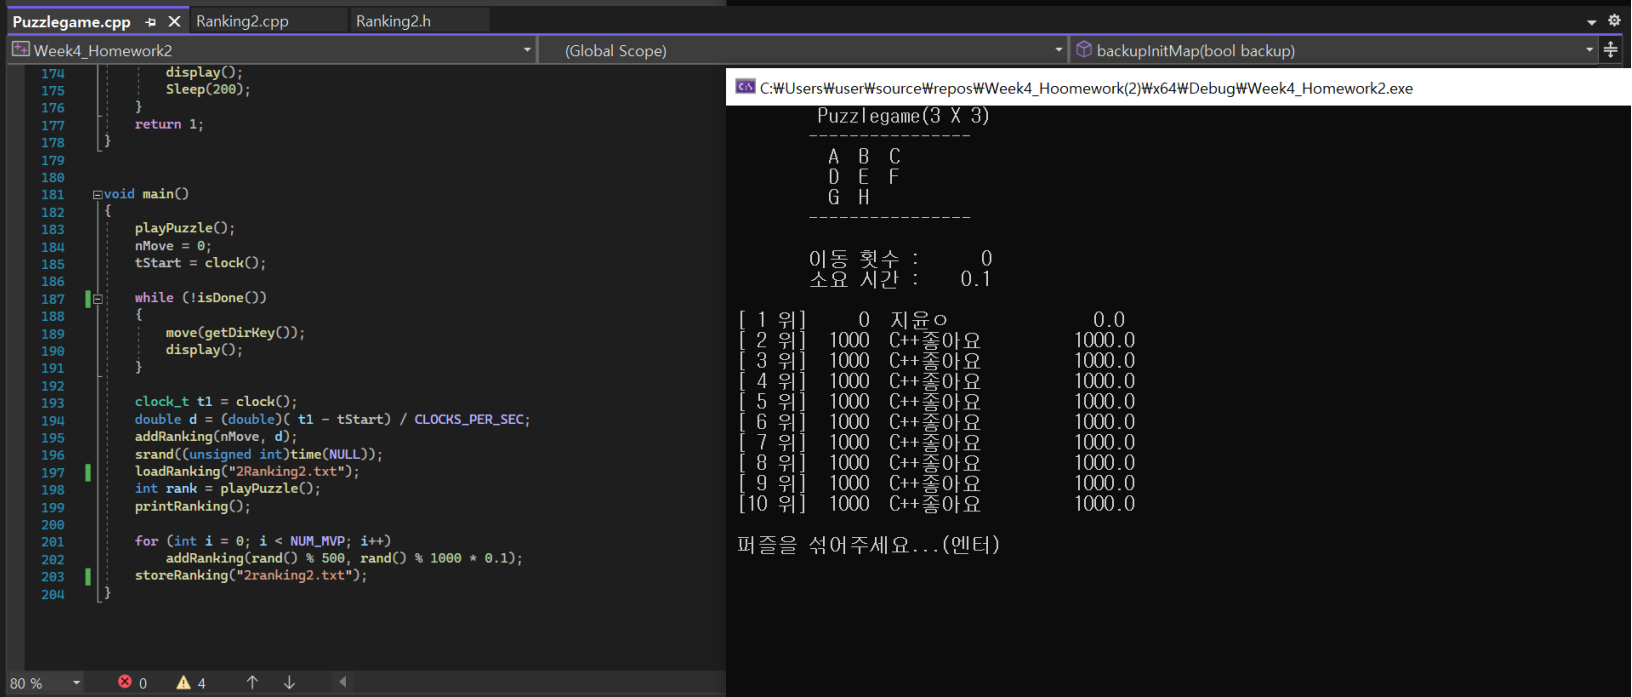 Puzzlegame.cpp Ranking2.cpp Ranking2.h
Week4_Homework2 (Global Scope) backupInitMap(bool backup)
174 display();
175 Sleep(200);
176 }
177 return 1;
178 }
179
180
181 void main()
182 {
183 playPuzzle();
184 nMove = 0;
185 tStart = clock();
186
187 while (!isDone())
188 {
189 move(getDirKey());
190 display();
191 }
192
193 clock_t t1 = clock();
194 double d = (double)( t1 - tStart) / CLOCKS_PER_SEC;
195 addRanking(nMove, d);
196 srand((unsigned int)time(NULL));
197 loadRanking("2Ranking2.txt");
198 int rank = playPuzzle();
199 printRanking();
200
201 for (int i = 0; i < NUM_MVP; i++)
202 addRanking(rand() % 500, rand() % 1000 * 0.1);
203 storeRanking("2ranking2.txt");
204 }
80 % 0 4
C:\ C:₩Users₩user₩source₩repos₩Week4_Hoomework(2)₩x64₩Debug₩Week4_Homework2.exe
Puzzlegame(3 X 3)
----------------
A B C
D E F
G H
----------------
이동 횟수 : 0
소요 시간 : 0.1
[ 1 위] 0 지윤ㅇ 0.0
[ 2 위] 1000 C++좋아요 1000.0
[ 3 위] 1000 C++좋아요 1000.0
[ 4 위] 1000 C++좋아요 1000.0
[ 5 위] 1000 C++좋아요 1000.0
[ 6 위] 1000 C++좋아요 1000.0
[ 7 위] 1000 C++좋아요 1000.0
[ 8 위] 1000 C++좋아요 1000.0
[ 9 위] 1000 C++좋아요 1000.0
[10 위] 1000 C++좋아요 1000.0
퍼즐을 섞어주세요...(엔터)